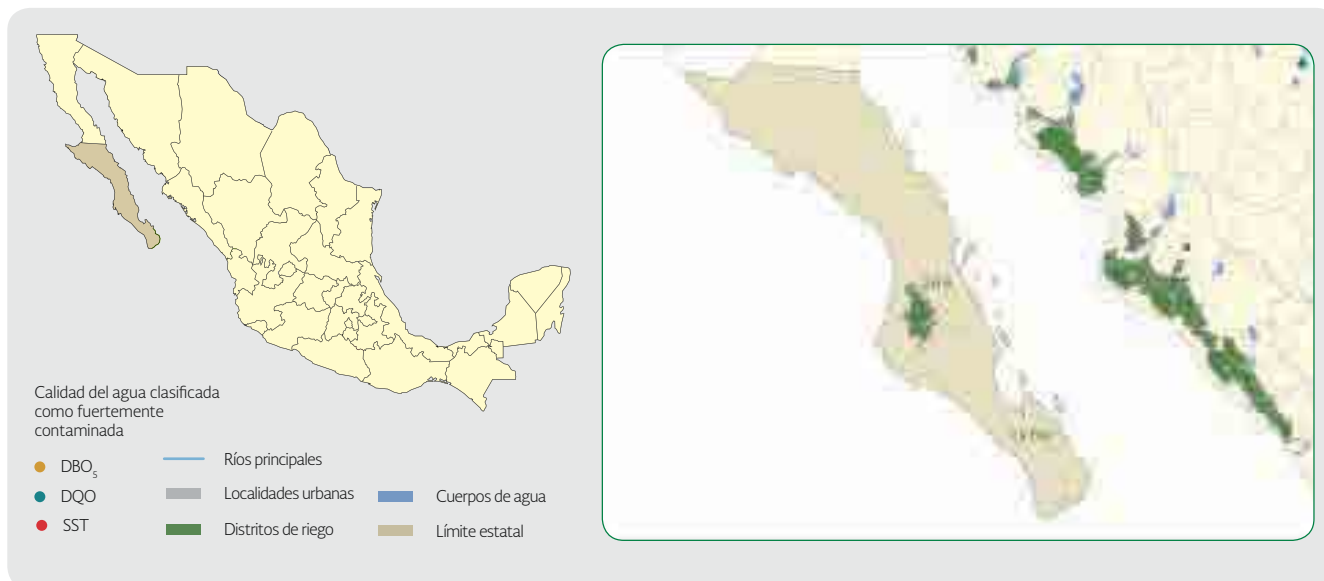 Calidad del agua clasificada
como fuertemente
contaminada
DBO₅
DQO
SST
Ríos principales
Localidades urbanas
Distritos de riego
Cuerpos de agua
Límite estatal